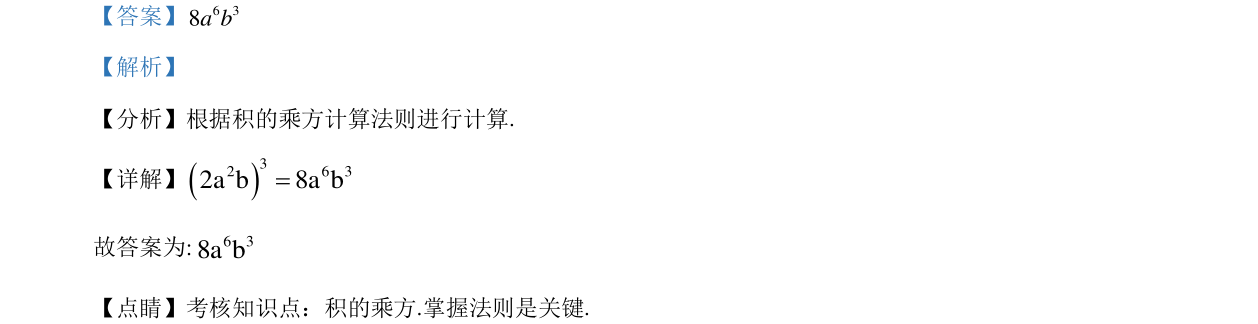 【答案】8a⁶b³
【解析】
【分析】根据积的乘方计算法则进行计算.
【详解】(2a²b)³=8a⁶b³
故答案为: 8a⁶b³
【点睛】考核知识点：积的乘方.掌握法则是关键.